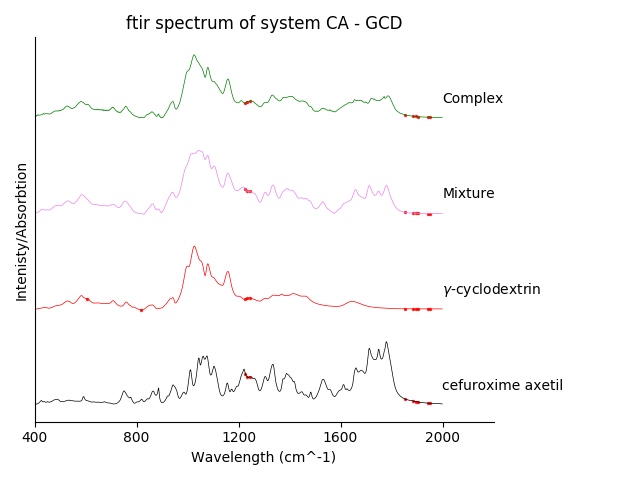 ftir spectrum of system CA - GCD
Complex
Mixture
γ-cyclodextrin
cefuroxime axetil
Intenisty/Absorbtion
400 800 1200 1600 2000
Wavelength (cm^-1)